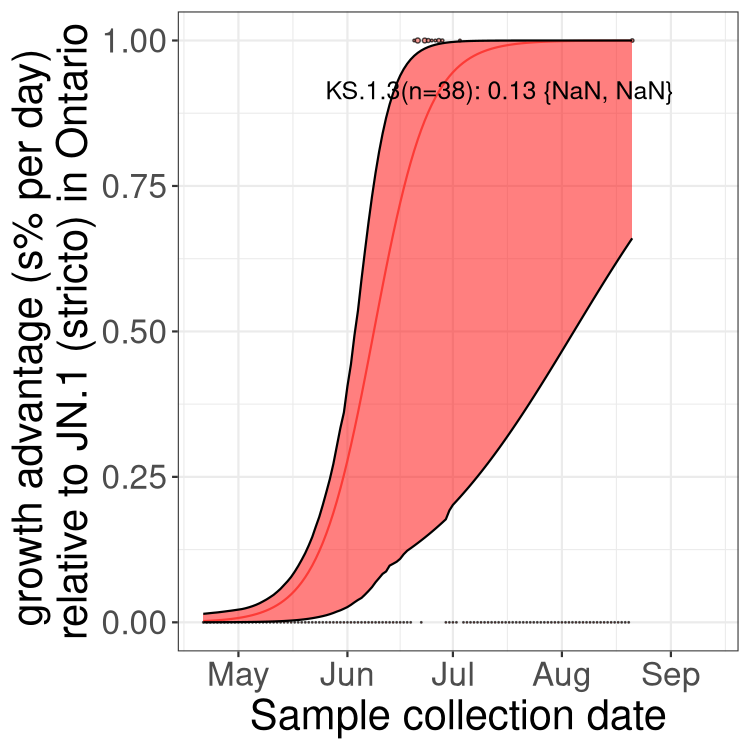 growth advantage (s% per day)
relative to JN.1 (stricto) in Ontario
1.00
0.75
0.50
0.25
0.00
KS.1.3(n=38): 0.13 {NaN, NaN}
May Jun Jul Aug Sep
Sample collection date